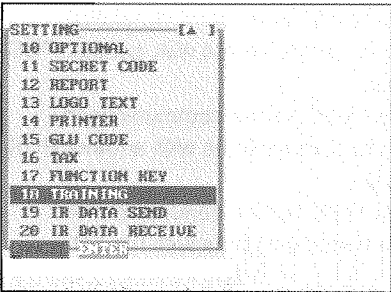 SETTING [▲ ]
10 OPTIONAL
11 SECRET CODE
12 REPORT
13 LOGO TEXT
14 PRINTER
15 GLU CODE
16 TAX
17 FUNCTION KEY
18 TRAINING
19 IR DATA SEND
20 IR DATA RECEIVE
ENTER